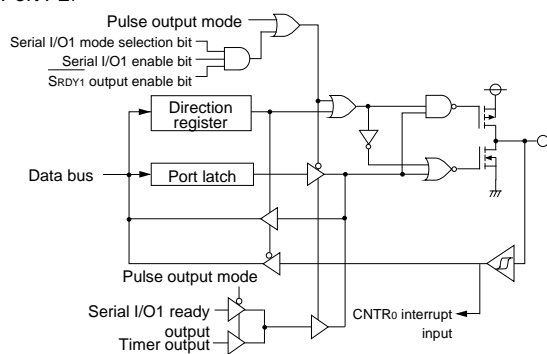 Pulse output mode
Serial I/O1 mode selection bit
Serial I/O1 enable bit
SRDY1 output enable bit
Direction
register
Data bus
Port latch
Pulse output mode
Serial I/O1 ready
output
Timer output
CNTR0 interrupt
input